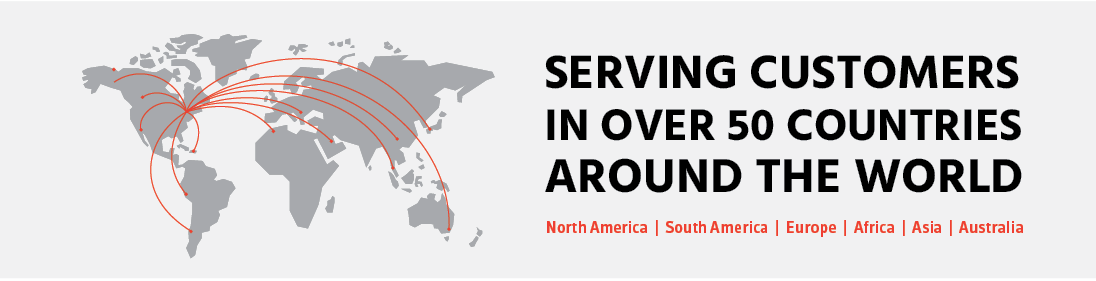 SERVING CUSTOMERS
IN OVER 50 COUNTRIES
AROUND THE WORLD
North America | South America | Europe | Africa | Asia | Australia